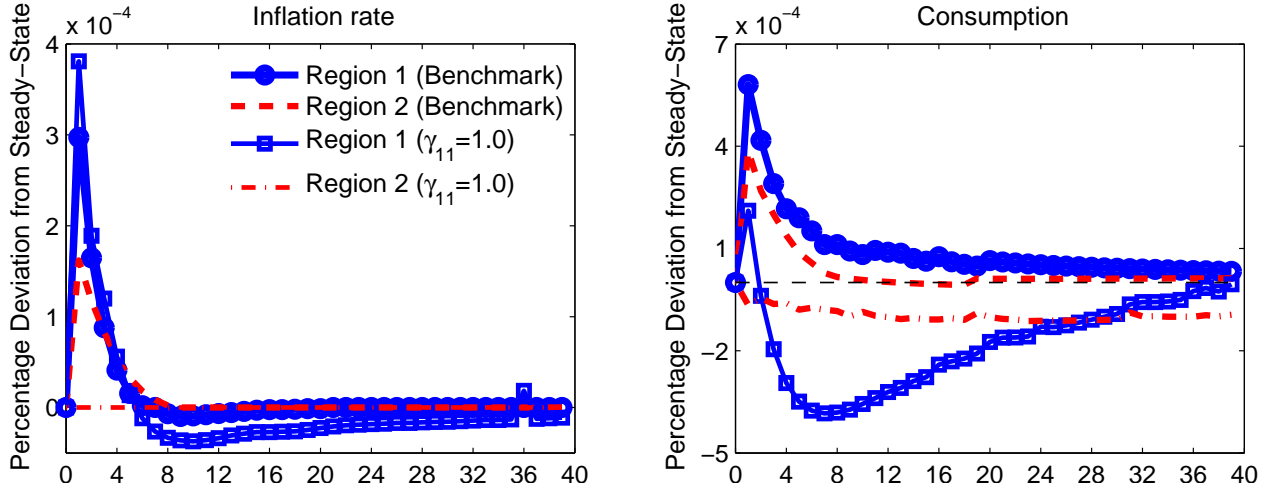 Inflation rate
x 10⁻⁴
Percentage Deviation from Steady−State
4
3
2
1
0
0 4 8 12 16 20 24 28 32 36 40
Region 1 (Benchmark)
Region 2 (Benchmark)
Region 1 (γ₁₁=1.0)
Region 2 (γ₁₁=1.0)
Consumption
x 10⁻⁴
Percentage Deviation from Steady−State
7
4
1
−2
−5
0 4 8 12 16 20 24 28 32 36 40